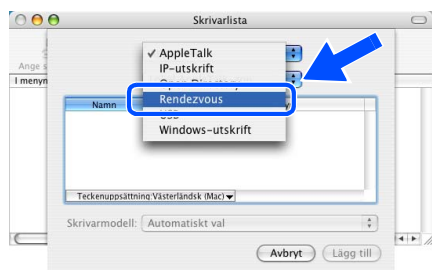 Skrivarlista
AppleTalk
IP-utskrift
Ange s
I menyn
Rendezvous
Namn
USB
Windows-utskrift
Teckenuppsättning:Västerländsk (Mac)
Skrivarmodell: Automatiskt val
Avbryt Lägg till